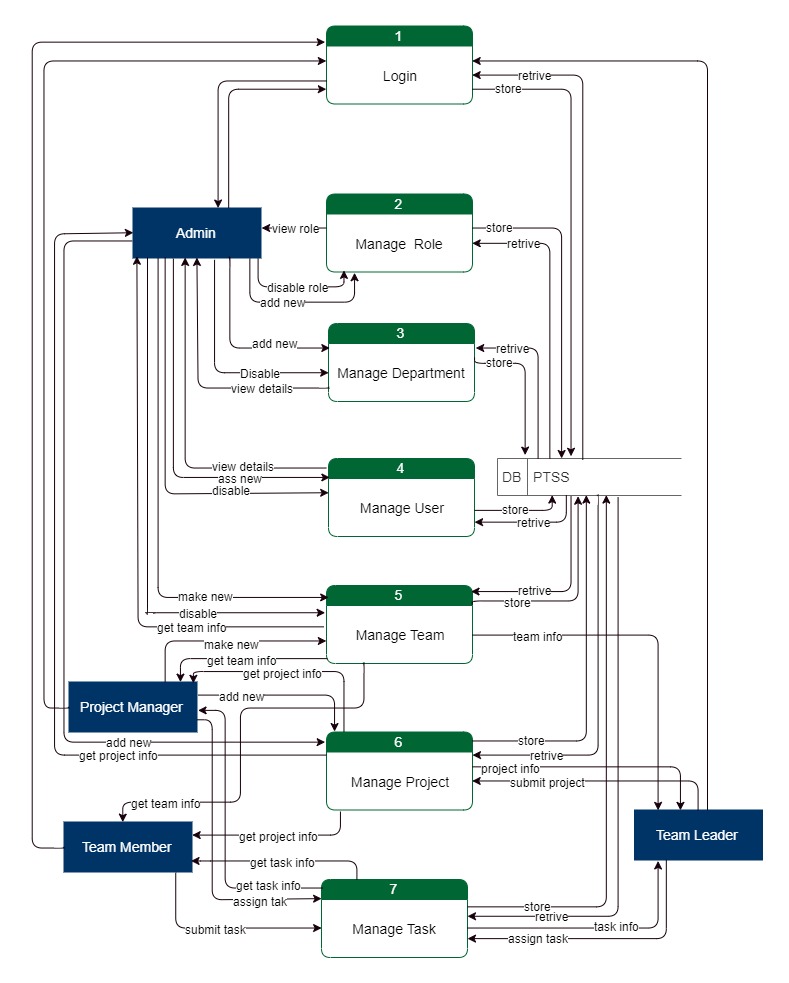 1
Login
retrive
store
2
Admin
view role
Manage  Role
store
retrive
disable role
add new
3
add new
retrive
Manage Department
store
Disable
view details
4
view details
ass new
disable
DB
PTSS
Manage User
store
retrive
5
make new
retrive
store
disable
get team info
Manage Team
team info
make new
get team info
get project info
Project Manager
add new
6
add new
store
get project info
retrive
project info
Manage Project
submit project
get team info
Team Member
get project info
Team Leader
get task info
7
get task info
assign tak
store
retrive
submit task
Manage Task
task info
assign task